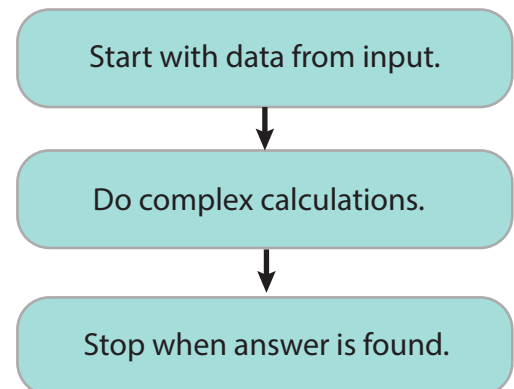 Start with data from input.
Do complex calculations.
Stop when answer is found.